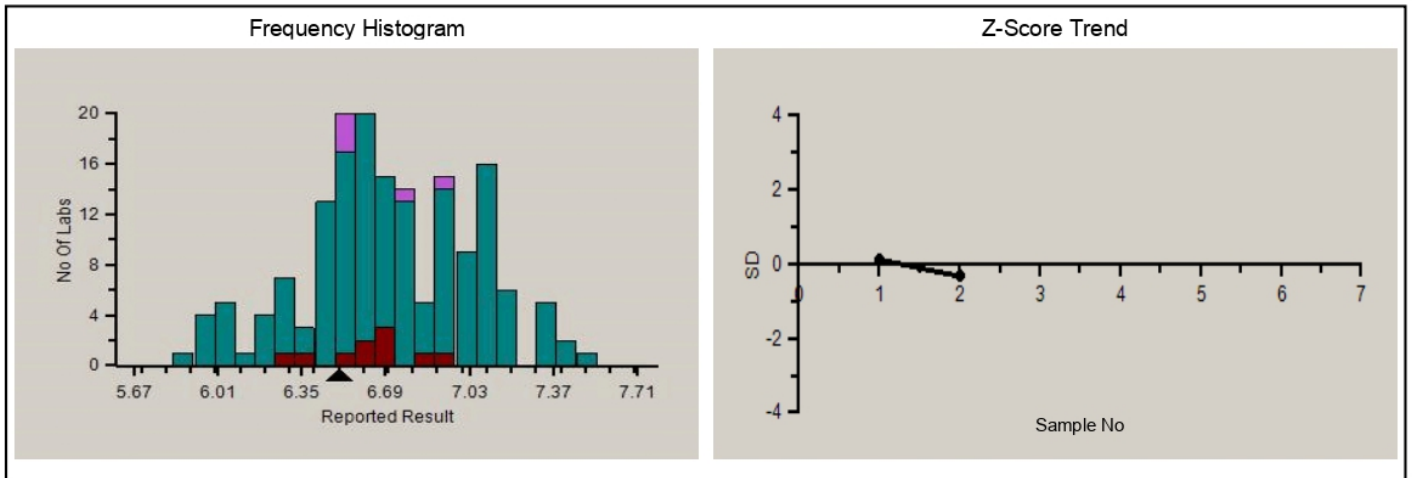 Frequency Histogram
20
16
12
8
4
0
No Of Labs
5.67 6.01 6.35 6.69 7.03 7.37 7.71
Reported Result
Z-Score Trend
4
2
0
-2
-4
SD
0 1 2 3 4 5 6 7
Sample No